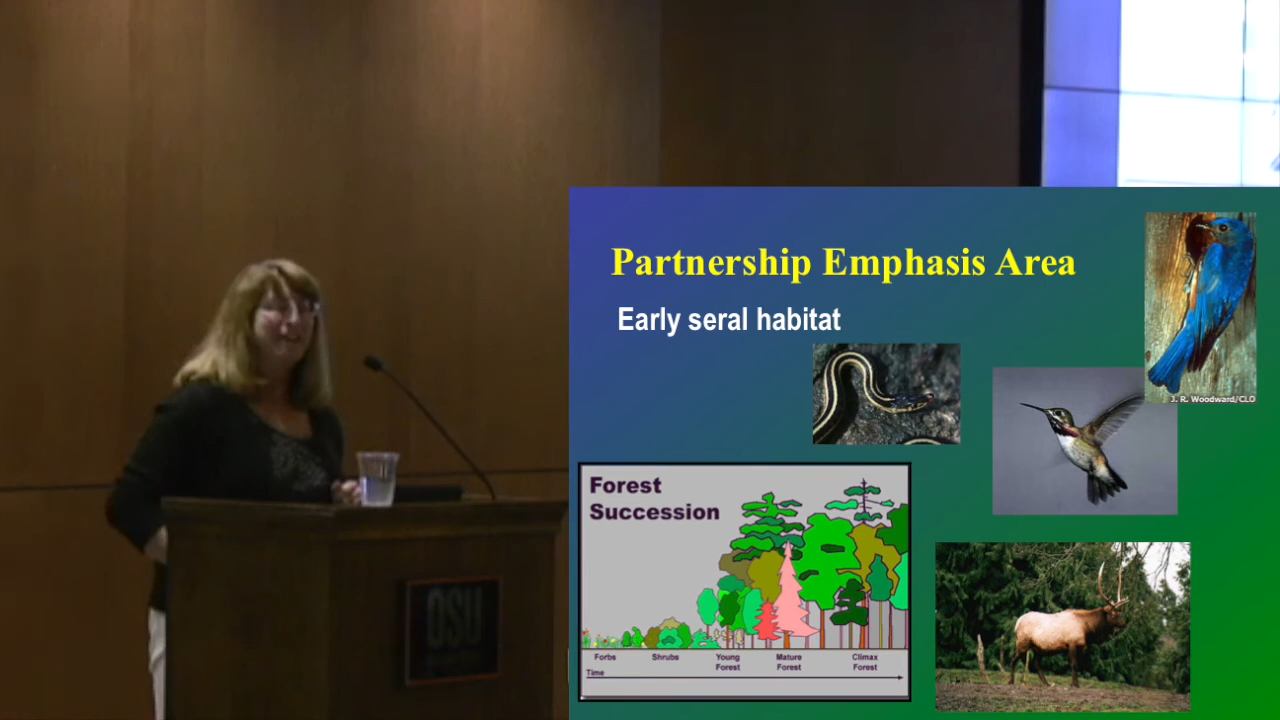 Partnership Emphasis Area
Early seral habitat
J. R. Woodward/CLO
Forest
Succession
Forbs
Shrubs
Young
Forest
Mature
Forest
Climax
Forest
Time
OSU